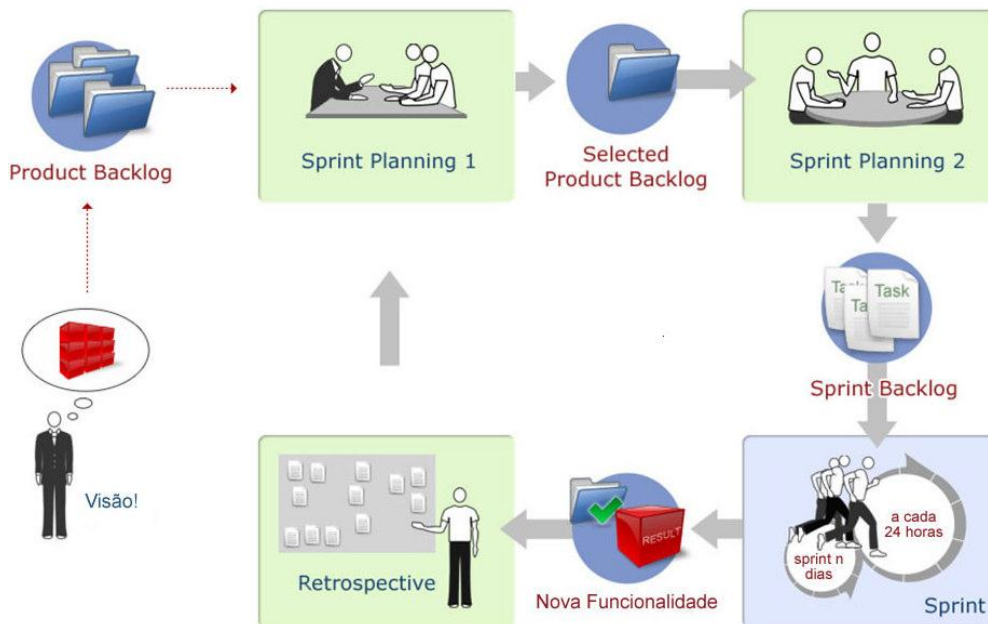 Product Backlog
Sprint Planning 1
Selected
Product Backlog
Sprint Planning 2
Task
Task
Sprint Backlog
Visão!
a cada
24 horas
sprint n
dias
Sprint
RESULT
Nova Funcionalidade
Retrospective